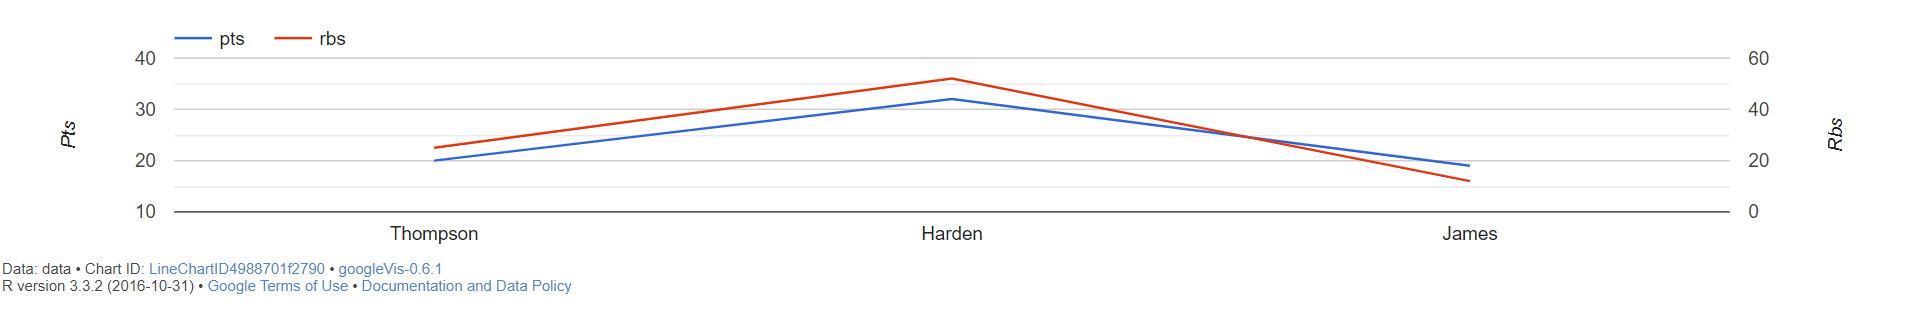 pts rbs
40 60
30 40
20 20
10 0
Pts
Rbs
Thompson Harden James
Data: data • Chart ID: LineChartID4988701f2790 • googleVis-0.6.1
R version 3.3.2 (2016-10-31) • Google Terms of Use • Documentation and Data Policy